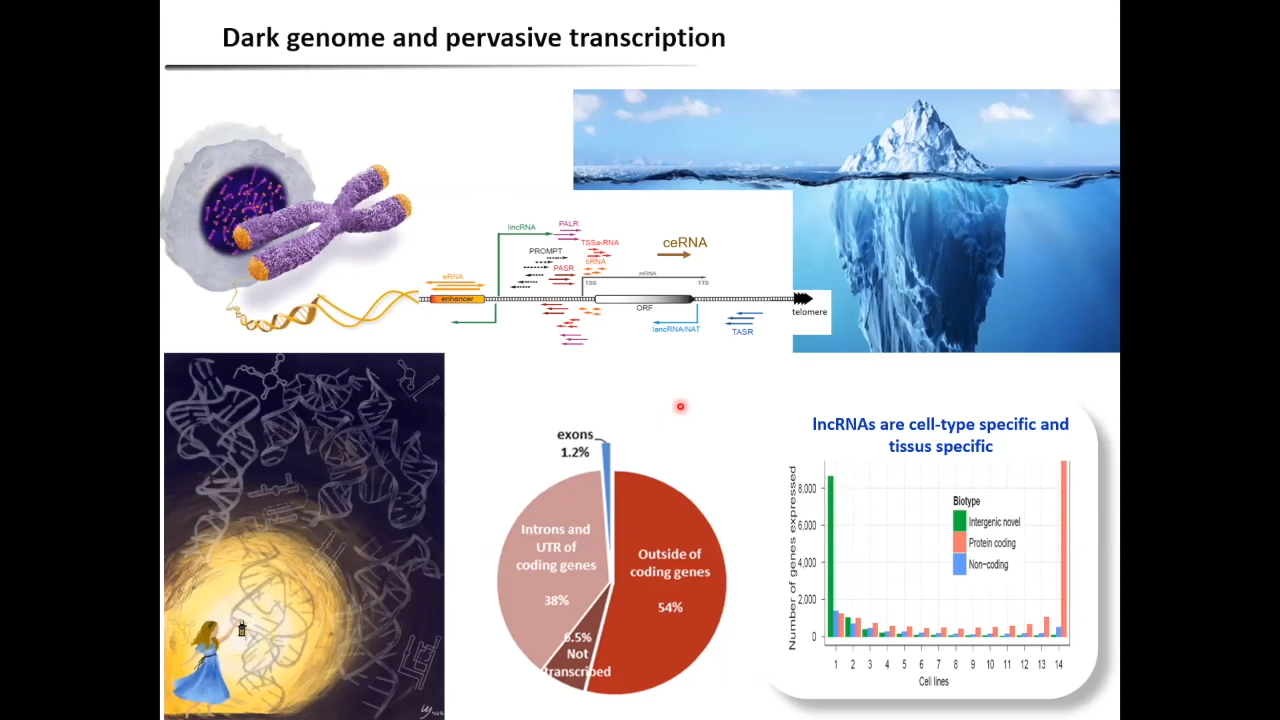 Dark genome and pervasive transcription
lincRNA
PALR
TSSa-RNA
ceRNA
PROMPT
PASR
tiRNA
mRNA
eRNA
TSS
TTS
enhancer
ORF
telomere
lancRNA/NAT
TASR
exons
1.2%
Introns and
UTR of
coding genes
38%
Outside of
coding genes
54%
6.5%
Not
transcribed
lncRNAs are cell-type specific and
tissus specific
Number of genes expressed
8,000
6,000
4,000
2,000
0
Biotype
Intergenic novel
Protein coding
Non-coding
1 2 3 4 5 6 7 8 9 10 11 12 13 14
Cell lines